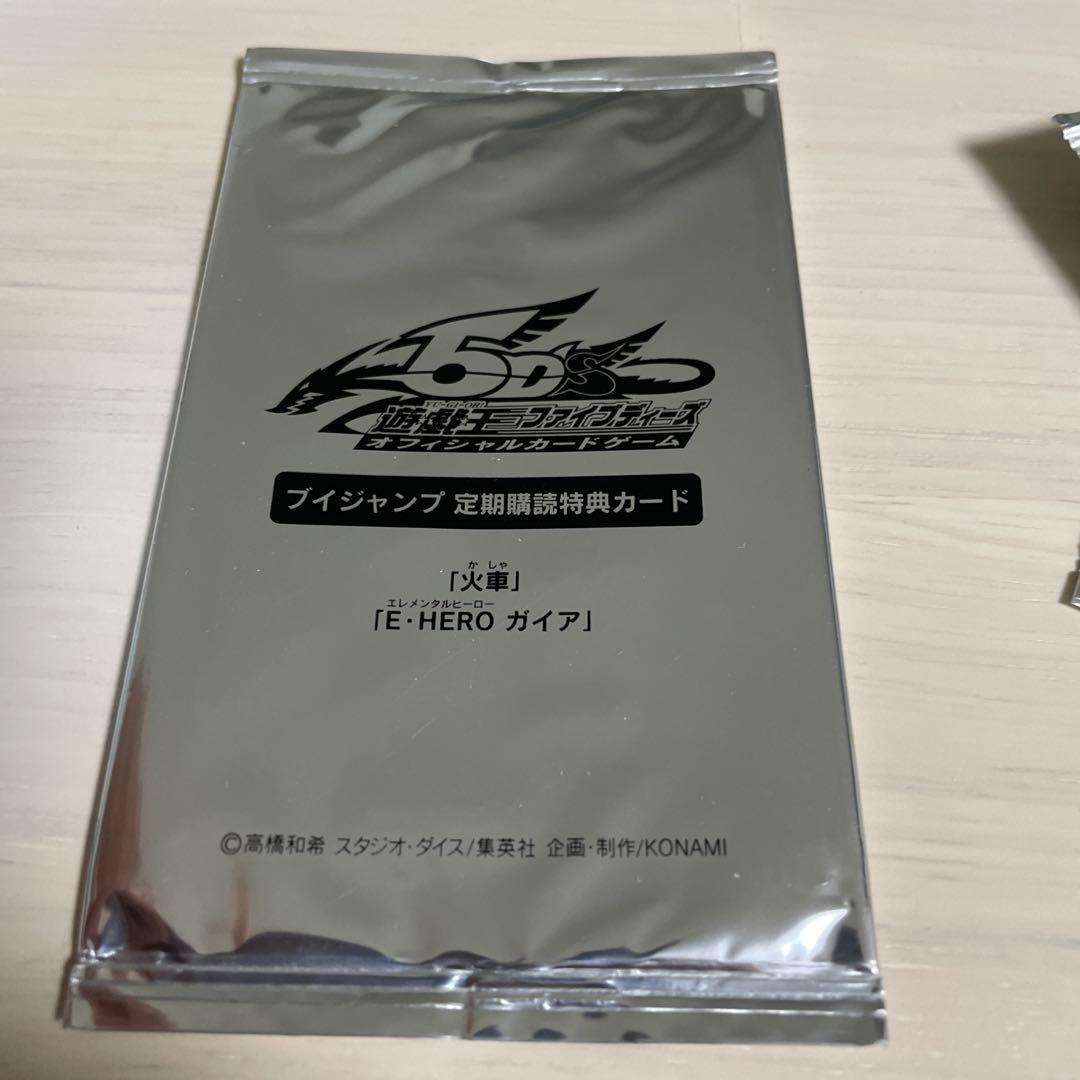 5D's
YU-GI-OH!
遊戯王ファイブディーズ
オフィシャルカードゲーム
ブイジャンプ 定期購読特典カード
かしゃ
「火車」
エレメンタルヒーロー
「E・HERO ガイア」
©高橋和希 スタジオ・ダイス/集英社 企画・制作/KONAMI